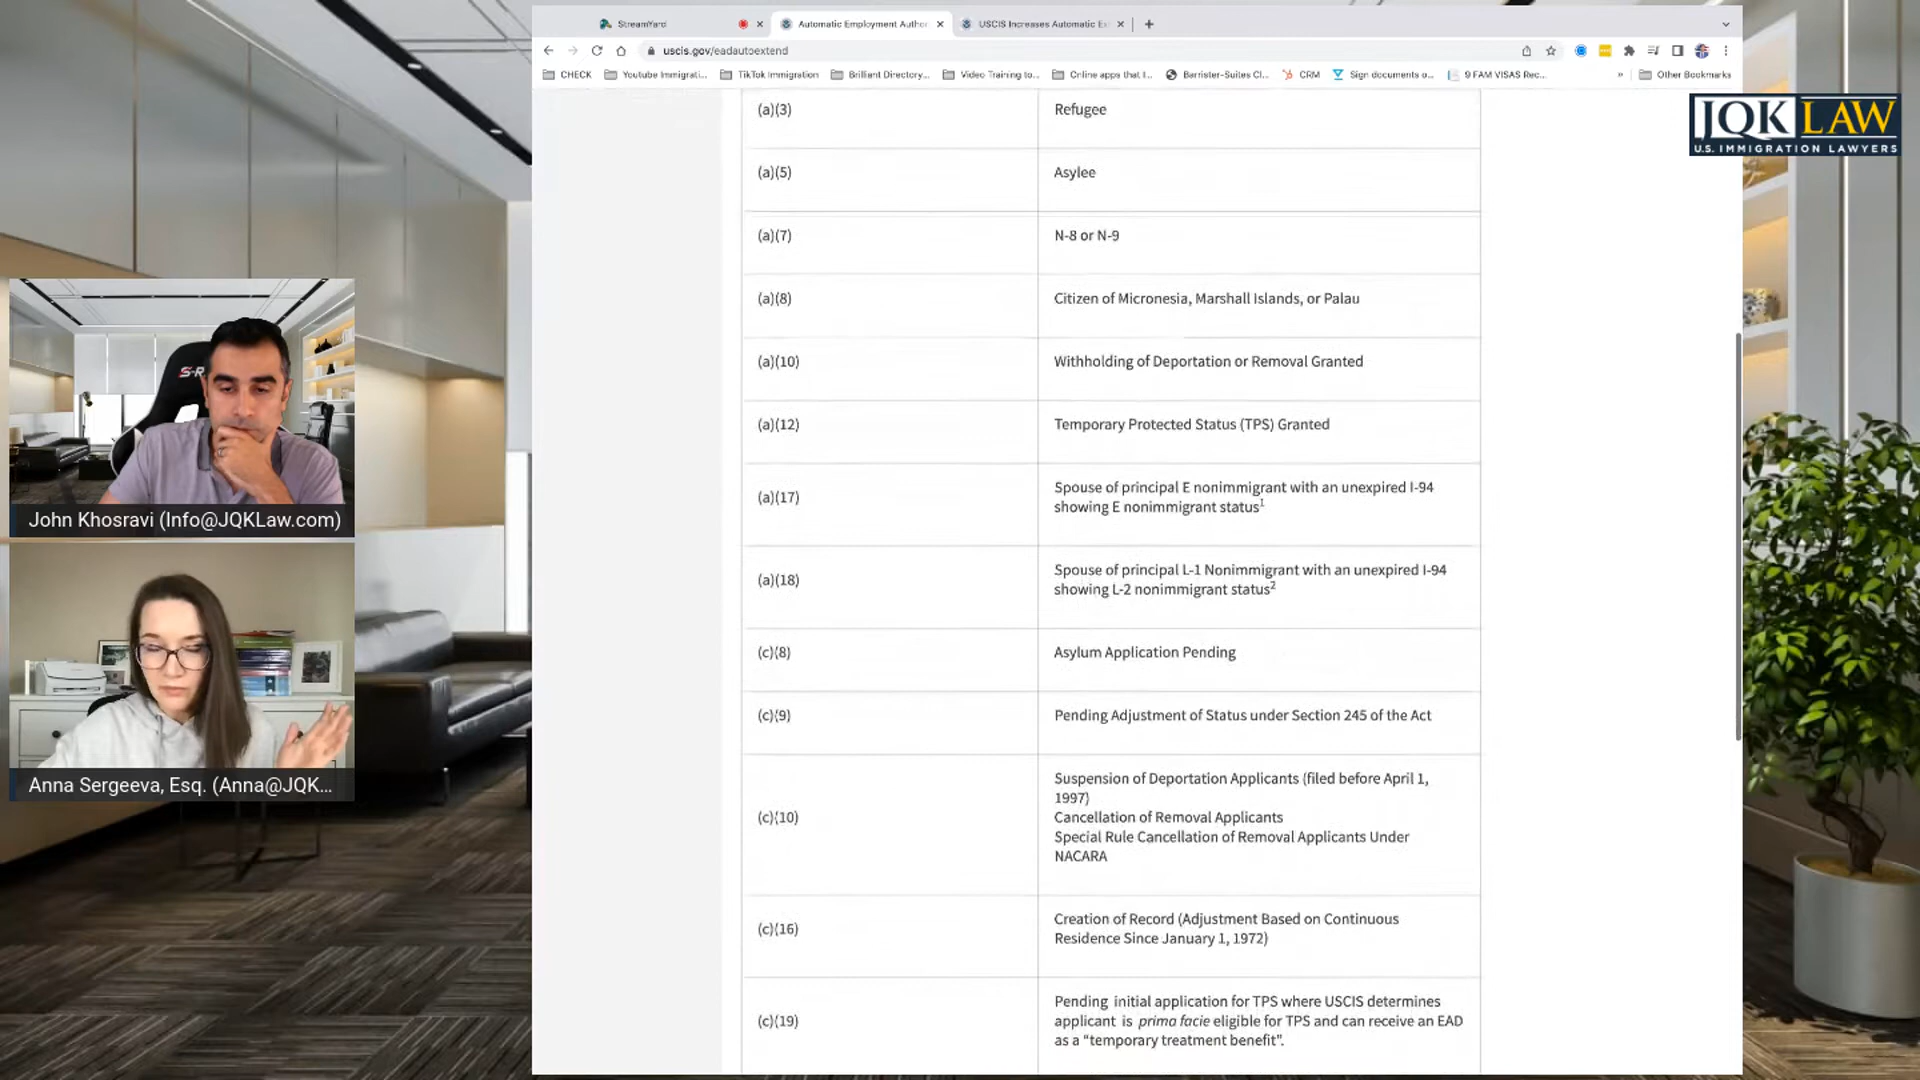 StreamYard
Automatic Employment Author
USCIS Increases Automatic Ex
uscis.gov/eadautoextend
CHECK
Youtube Immigrati...
TikTok Immigration
Brilliant Directory...
Video Training to...
Online apps that I...
Barrister-Suites Cl...
CRM
Sign documents o...
9 FAM VISAS Rec...
»
Other Bookmarks
JQK LAW
U.S. IMMIGRATION LAWYERS
(a)(3)
Refugee
(a)(5)
Asylee
(a)(7)
N-8 or N-9
(a)(8)
Citizen of Micronesia, Marshall Islands, or Palau
(a)(10)
Withholding of Deportation or Removal Granted
(a)(12)
Temporary Protected Status (TPS) Granted
(a)(17)
Spouse of principal E nonimmigrant with an unexpired I-94
showing E nonimmigrant status¹
(a)(18)
Spouse of principal L-1 Nonimmigrant with an unexpired I-94
showing L-2 nonimmigrant status²
(c)(8)
Asylum Application Pending
(c)(9)
Pending Adjustment of Status under Section 245 of the Act
(c)(10)
Suspension of Deportation Applicants (filed before April 1,
1997)
Cancellation of Removal Applicants
Special Rule Cancellation of Removal Applicants Under
NACARA
(c)(16)
Creation of Record (Adjustment Based on Continuous
Residence Since January 1, 1972)
(c)(19)
Pending initial application for TPS where USCIS determines
applicant is prima facie eligible for TPS and can receive an EAD
as a “temporary treatment benefit”.
S-R
John Khosravi (Info@JQKLaw.com)
Anna Sergeeva, Esq. (Anna@JQK...